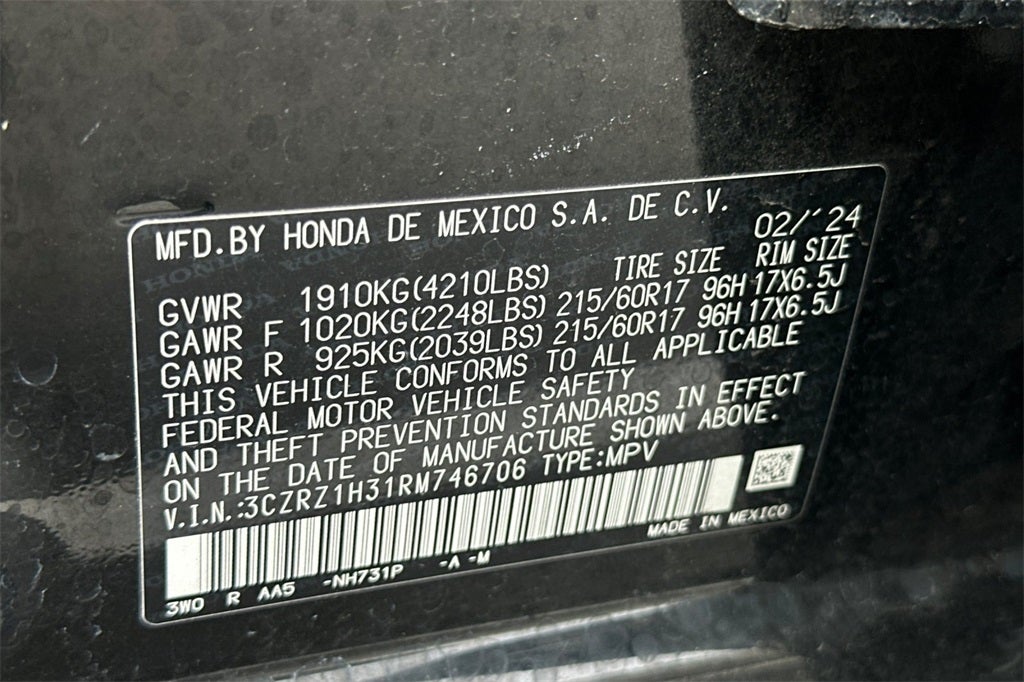 MFD.BY HONDA DE MEXICO S.A. DE C.V.
02/'24
TIRE SIZE RIM SIZE
GVWR 1910KG(4210LBS)
GAWR F 1020KG(2248LBS) 215/60R17 96H 17X6.5J
GAWR R 925KG(2039LBS) 215/60R17 96H 17X6.5J
THIS VEHICLE CONFORMS TO ALL APPLICABLE
FEDERAL MOTOR VEHICLE SAFETY
AND THEFT PREVENTION STANDARDS IN EFFECT
ON THE DATE OF MANUFACTURE SHOWN ABOVE.
V.I.N.:3CZRZ1H31RM746706 TYPE:MPV
MADE IN MEXICO
3W0 R AA5 -NH731P -A -M